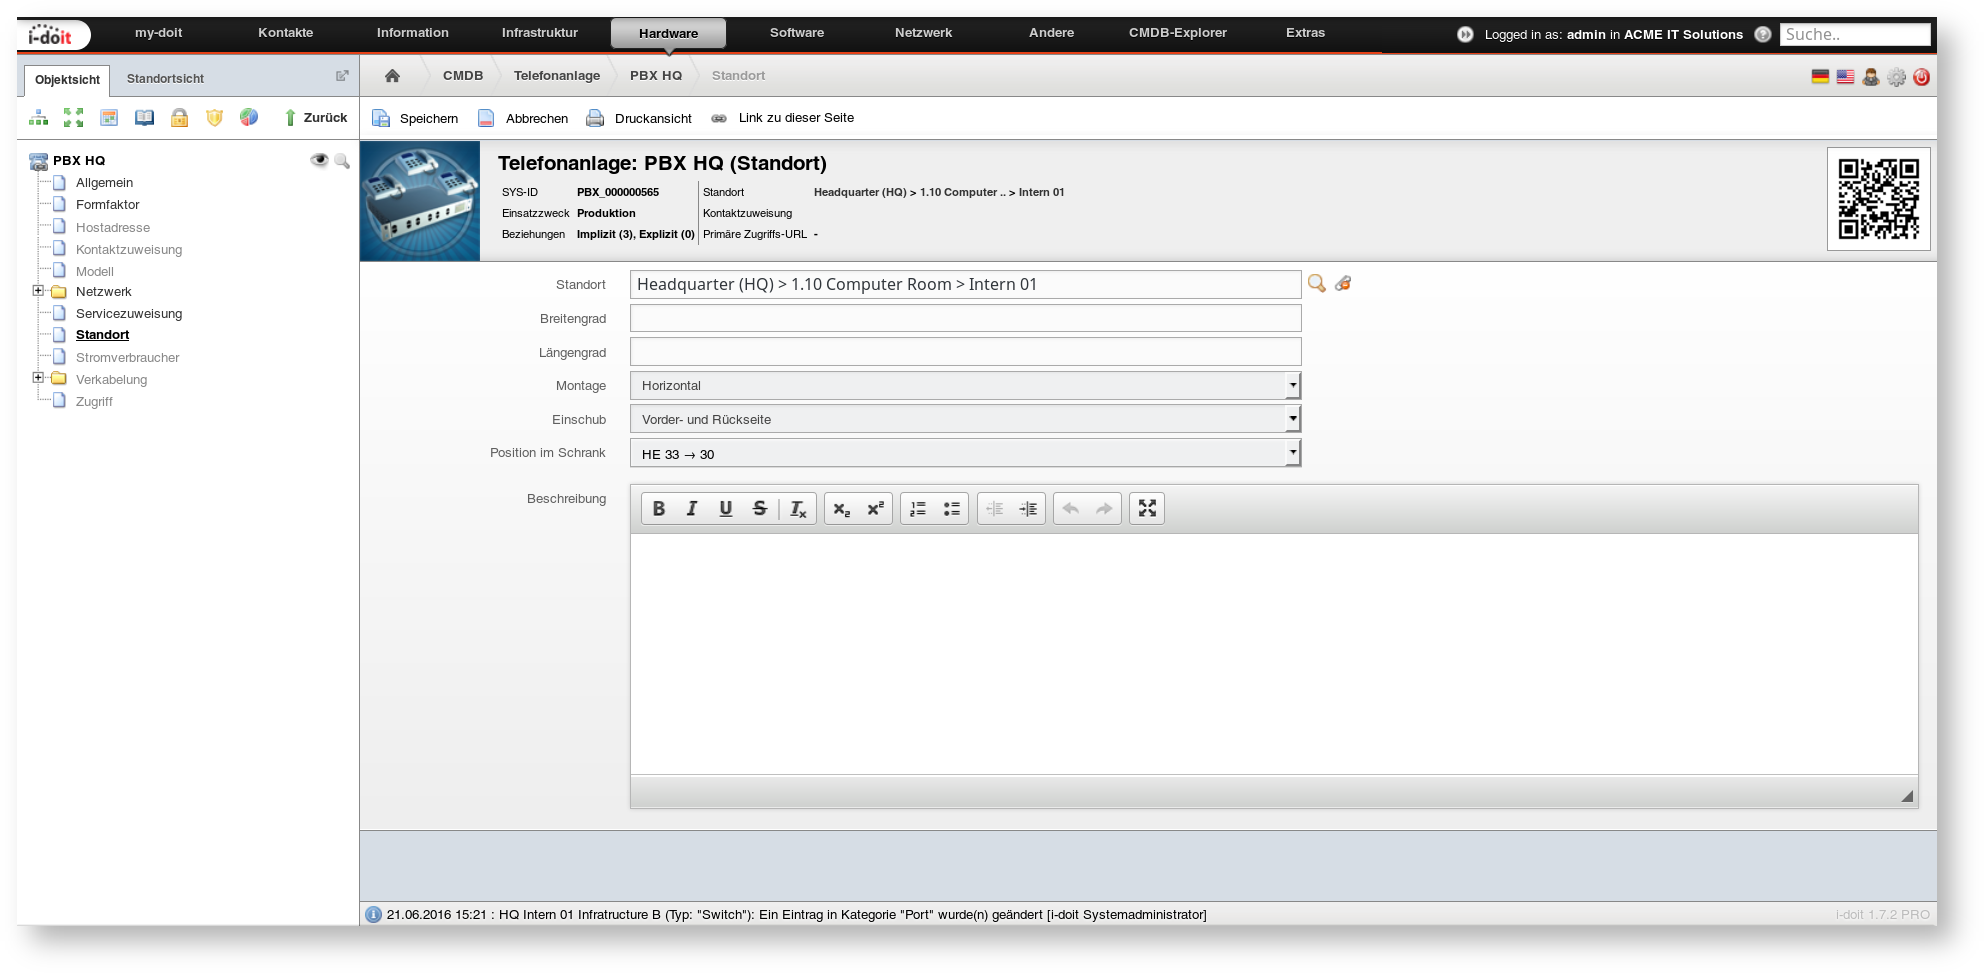 i-doit my-doit Kontakte Information Infrastruktur Hardware Software Netzwerk Andere CMDB-Explorer Extras Logged in as: admin in ACME IT Solutions Suche..
Objektsicht Standortsicht CMDB Telefonanlage PBX HQ Standort
Zurück Speichern Abbrechen Druckansicht Link zu dieser Seite
PBX HQ
Allgemein
Formfaktor
Hostadresse
Kontaktzuweisung
Modell
Netzwerk
Servicezuweisung
Standort
Stromverbraucher
Verkabelung
Zugriff
Telefonanlage: PBX HQ (Standort)
SYS-ID PBX_000000565 Standort Headquarter (HQ) > 1.10 Computer .. > Intern 01
Einsatzzweck Produktion Kontaktzuweisung
Beziehungen Implizit (3), Explizit (0) Primäre Zugriffs-URL -
Standort Headquarter (HQ) > 1.10 Computer Room > Intern 01
Breitengrad
Längengrad
Montage Horizontal
Einschub Vorder- und Rückseite
Position im Schrank HE 33 → 30
Beschreibung
21.06.2016 15:21 : HQ Intern 01 Infratructure B (Typ: "Switch"): Ein Eintrag in Kategorie "Port" wurde(n) geändert [i-doit Systemadministrator] i-doit 1.7.2 PRO